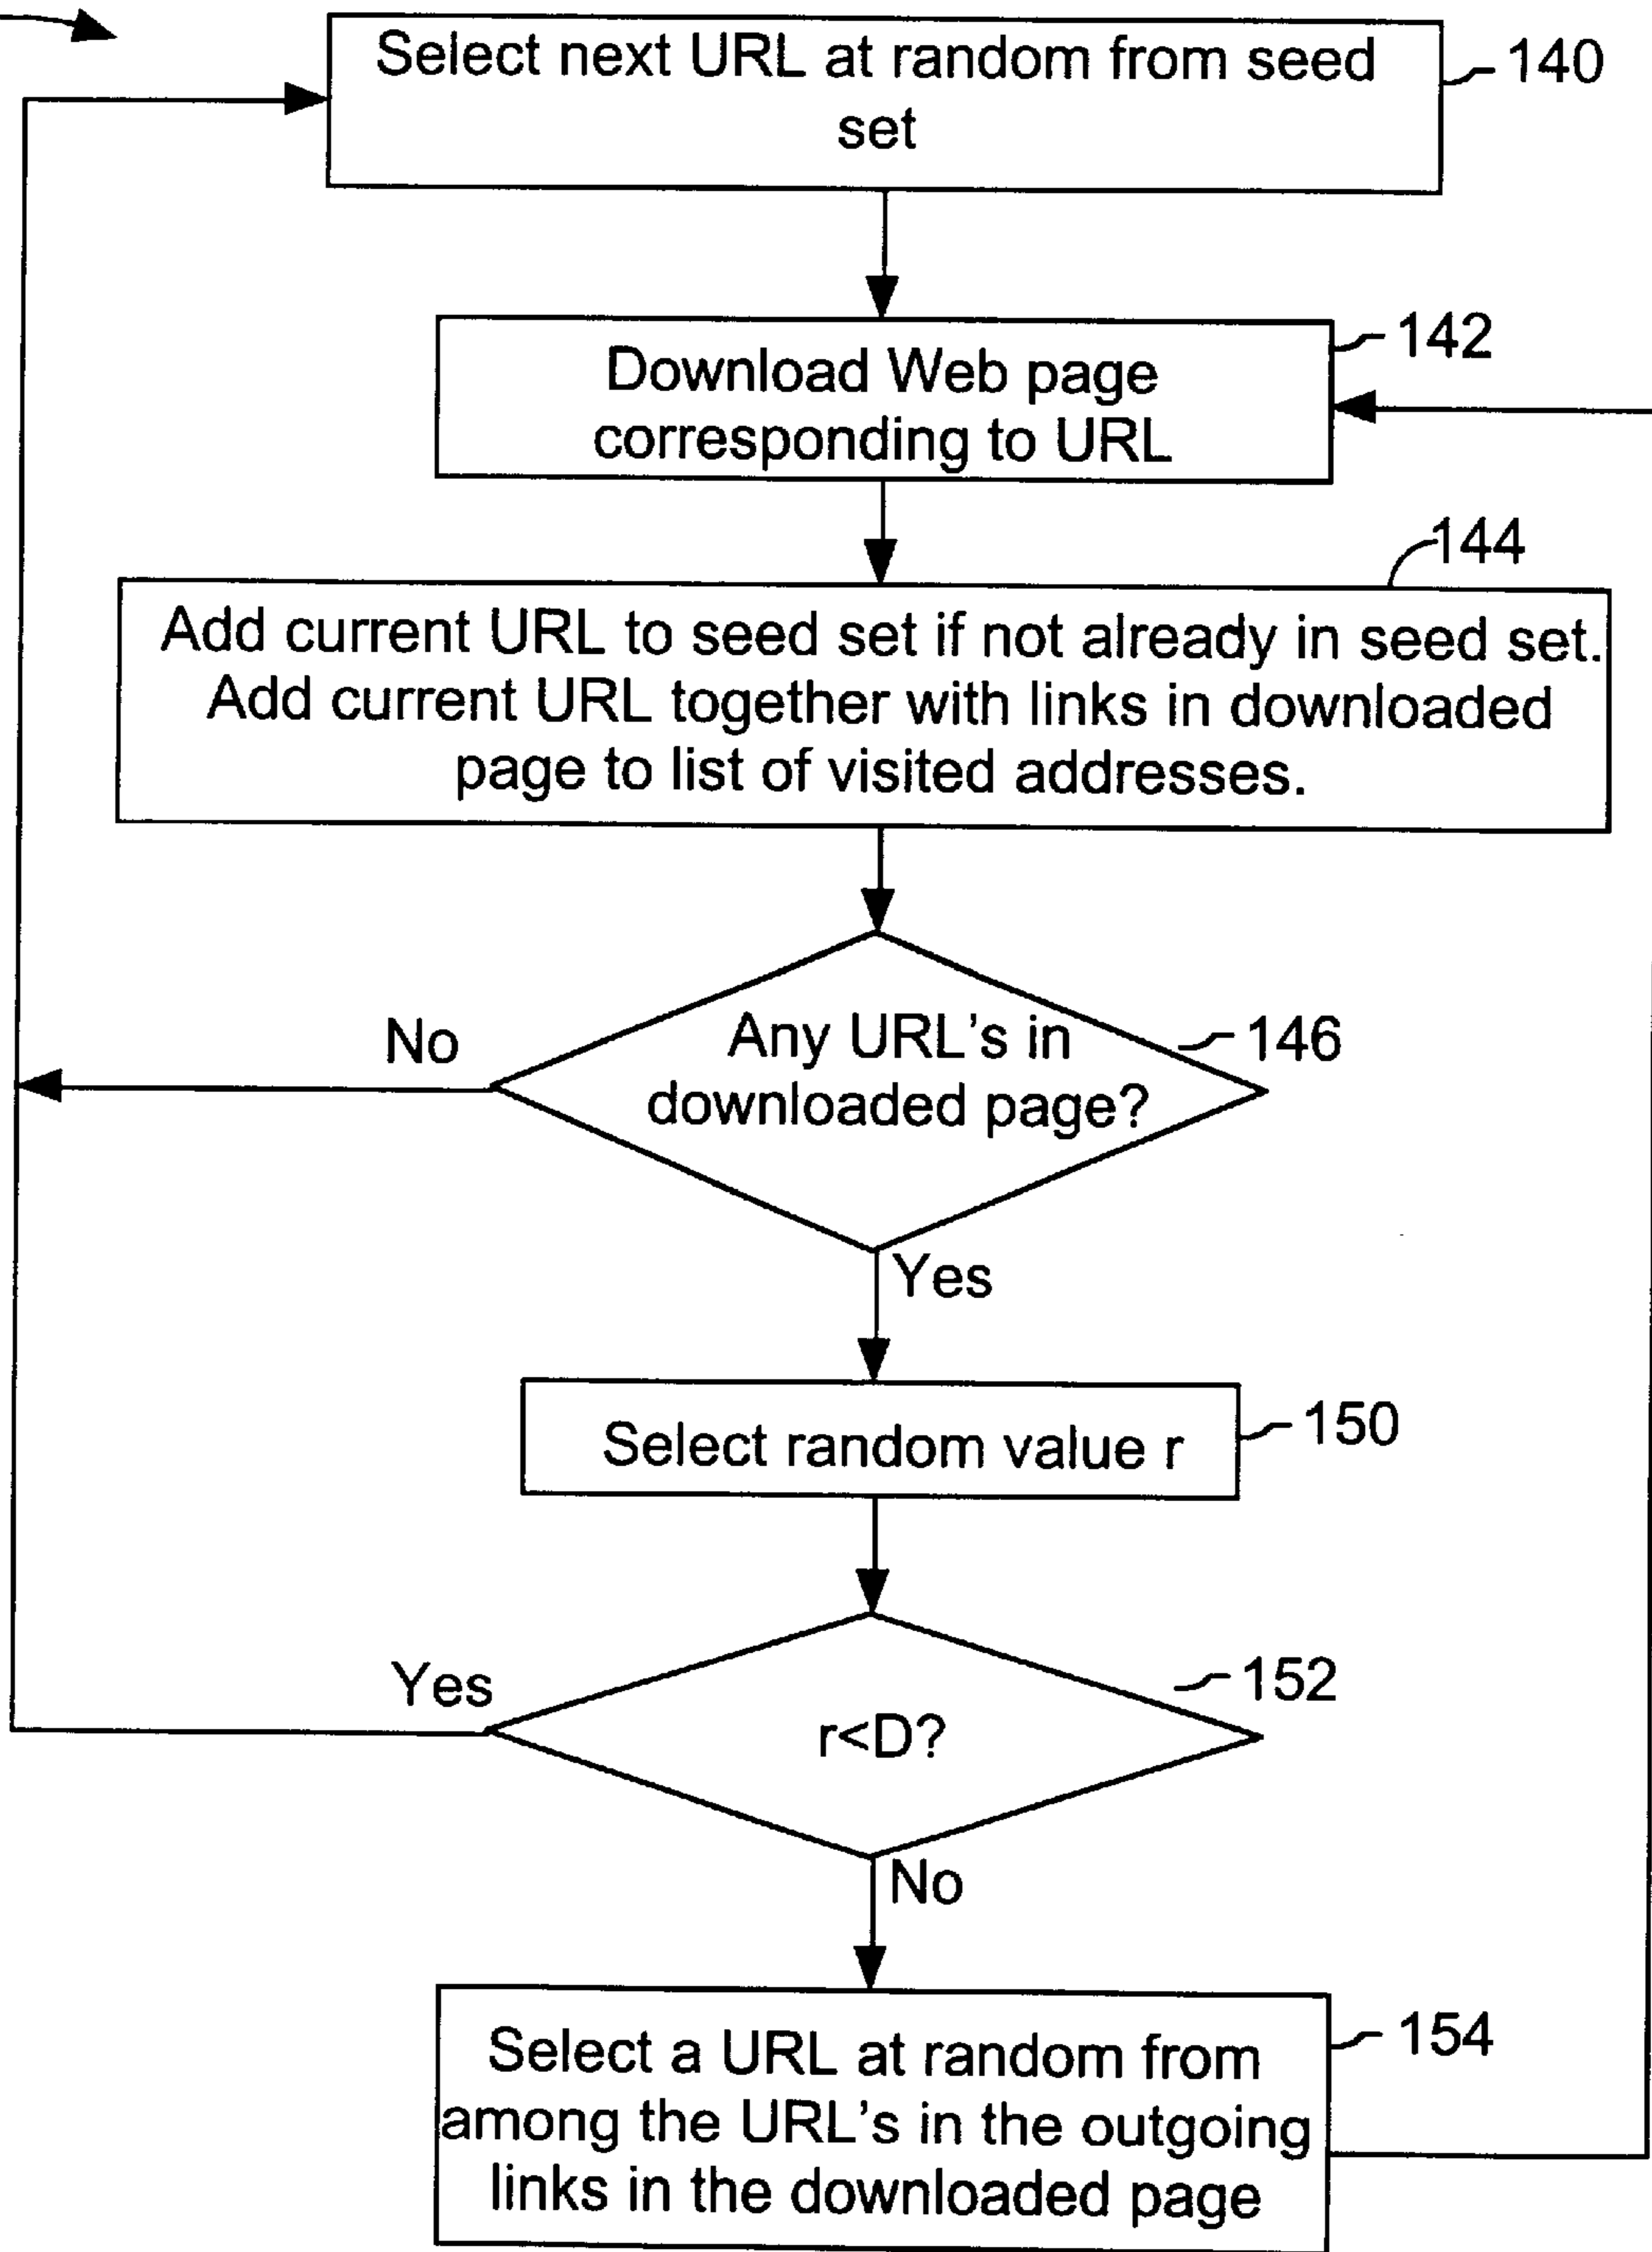 Select next URL at random from seed
set
140
Download Web page
corresponding to URL
142
144
Add current URL to seed set if not already in seed set.
Add current URL together with links in downloaded
page to list of visited addresses.
No
Any URL's in
downloaded page?
146
Yes
Select random value r
150
Yes
r<D?
152
No
Select a URL at random from
among the URL's in the outgoing
links in the downloaded page
154